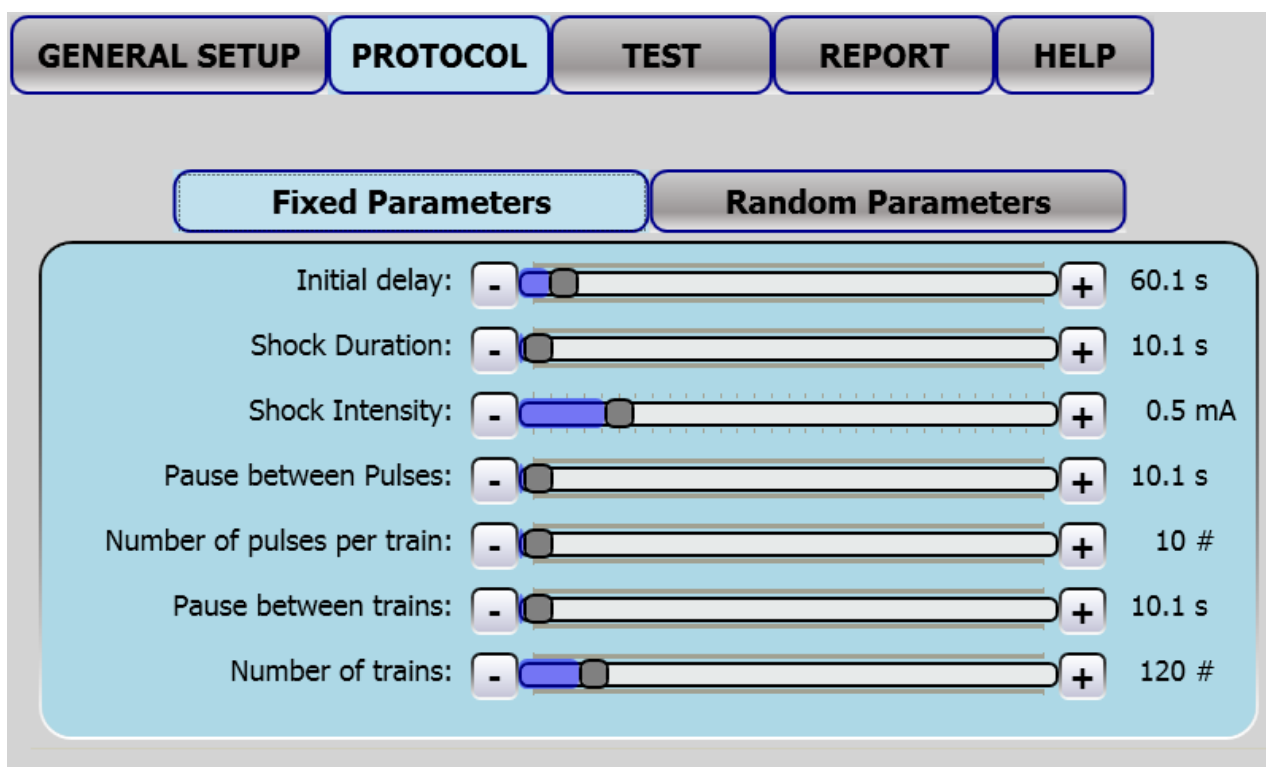 GENERAL SETUP PROTOCOL TEST REPORT HELP
Fixed Parameters Random Parameters
Initial delay: - + 60.1 s
Shock Duration: - + 10.1 s
Shock Intensity: - + 0.5 mA
Pause between Pulses: - + 10.1 s
Number of pulses per train: - + 10 #
Pause between trains: - + 10.1 s
Number of trains: - + 120 #